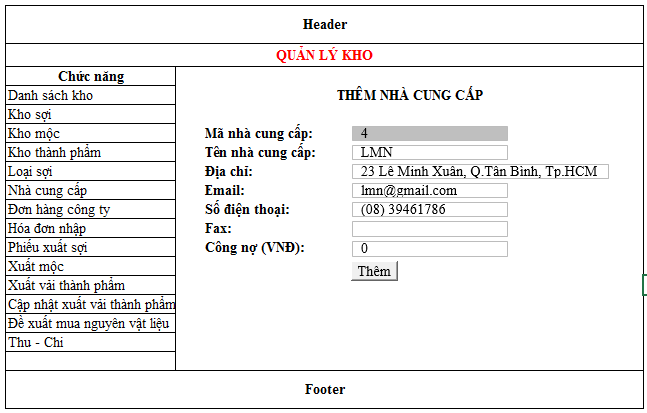 Header
QUẢN LÝ KHO
Chức năng
Danh sách kho
Kho sợi
Kho mộc
Kho thành phẩm
Loại sợi
Nhà cung cấp
Đơn hàng công ty
Hóa đơn nhập
Phiếu xuất sợi
Xuất mộc
Xuất vải thành phẩm
Cập nhật xuất vải thành phẩm
Đề xuất mua nguyên vật liệu
Thu - Chi
THÊM NHÀ CUNG CẤP
Mã nhà cung cấp: 4
Tên nhà cung cấp: LMN
Địa chỉ: 23 Lê Minh Xuân, Q.Tân Bình, Tp.HCM
Email: lmn@gmail.com
Số điện thoại: (08) 39461786
Fax:
Công nợ (VNĐ): 0
Thêm
Footer